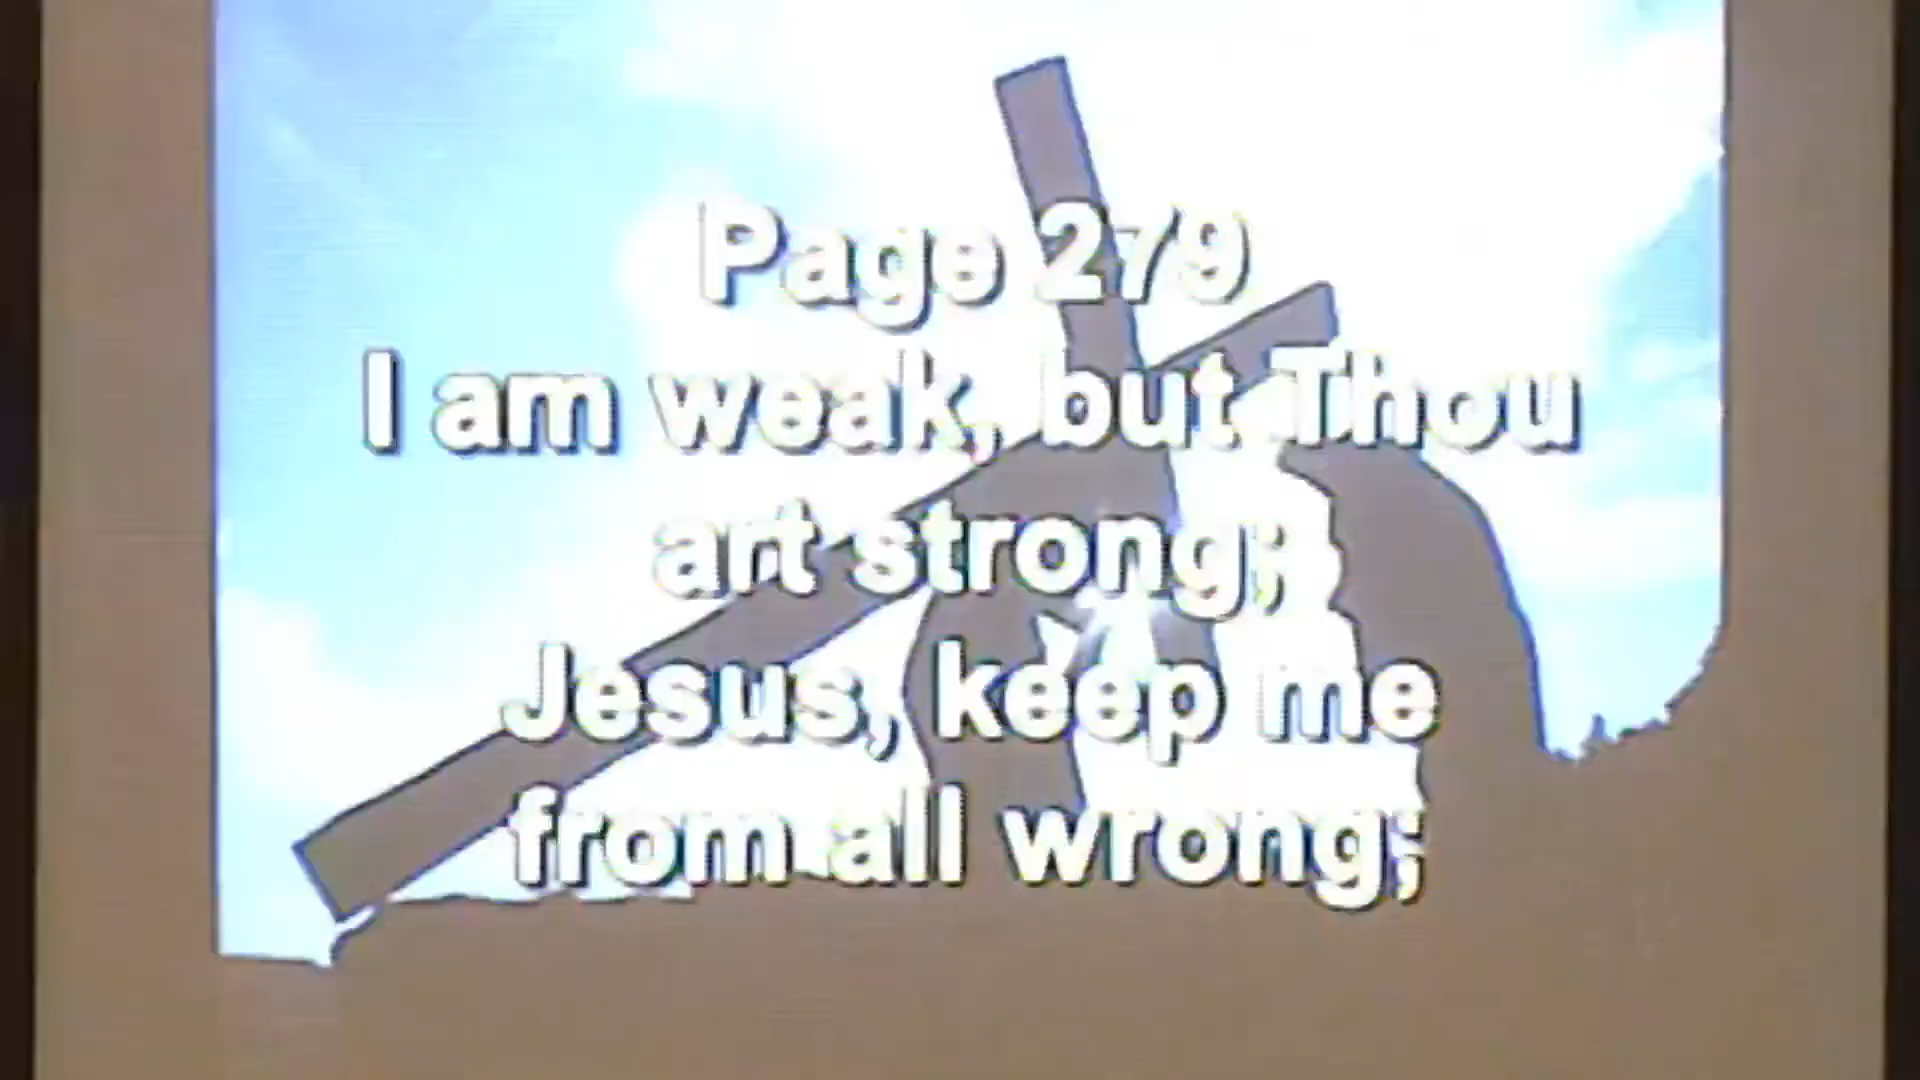 Page 279
I am weak, but Thou
art strong;
Jesus, keep me
from all wrong;